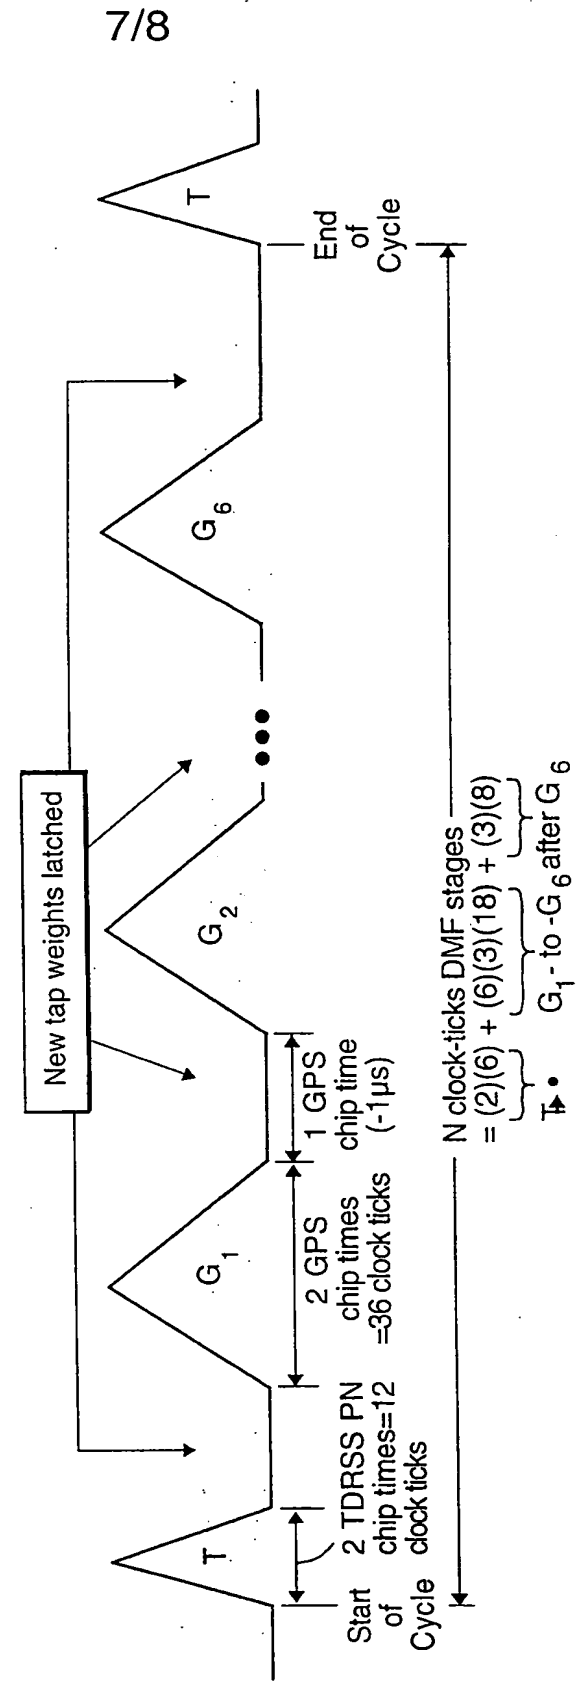 7/8
New tap weights latched
T
G1
G2
G6
T
Start
of
Cycle
2 TDRSS PN
chip times=12
clock ticks
2 GPS
chip times
=36 clock ticks
1 GPS
chip time
(-1µs)
End
of
Cycle
N clock-ticks DMF stages
= (2)(6) + (6)(3)(18) + (3)(8)
T G1- to -G6 after G6